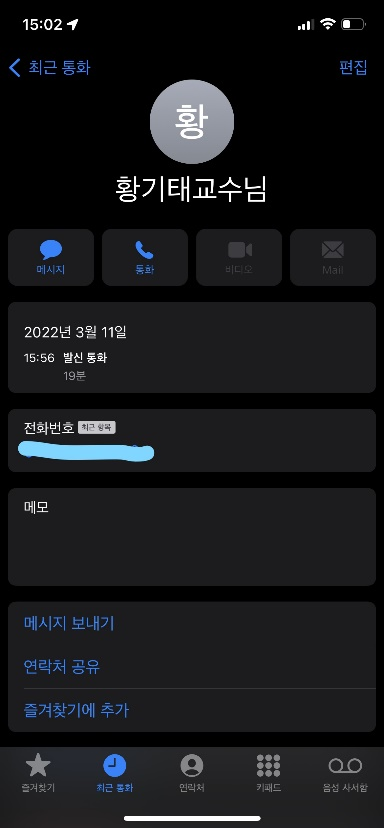 15:02
최근 통화
편집
황
황기태교수님
메시지
통화
비디오
Mail
2022년 3월 11일
15:56 발신 통화
19분
전화번호 최근 항목
메모
메시지 보내기
연락처 공유
즐겨찾기에 추가
즐겨찾기
최근 통화
연락처
키패드
음성 사서함